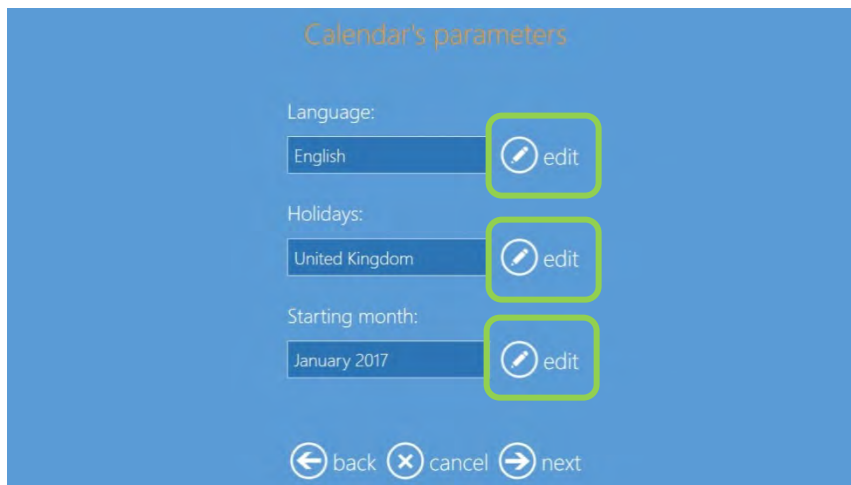 Calendar's parameters
Language:
English edit
Holidays:
United Kingdom edit
Starting month:
January 2017 edit
back cancel next